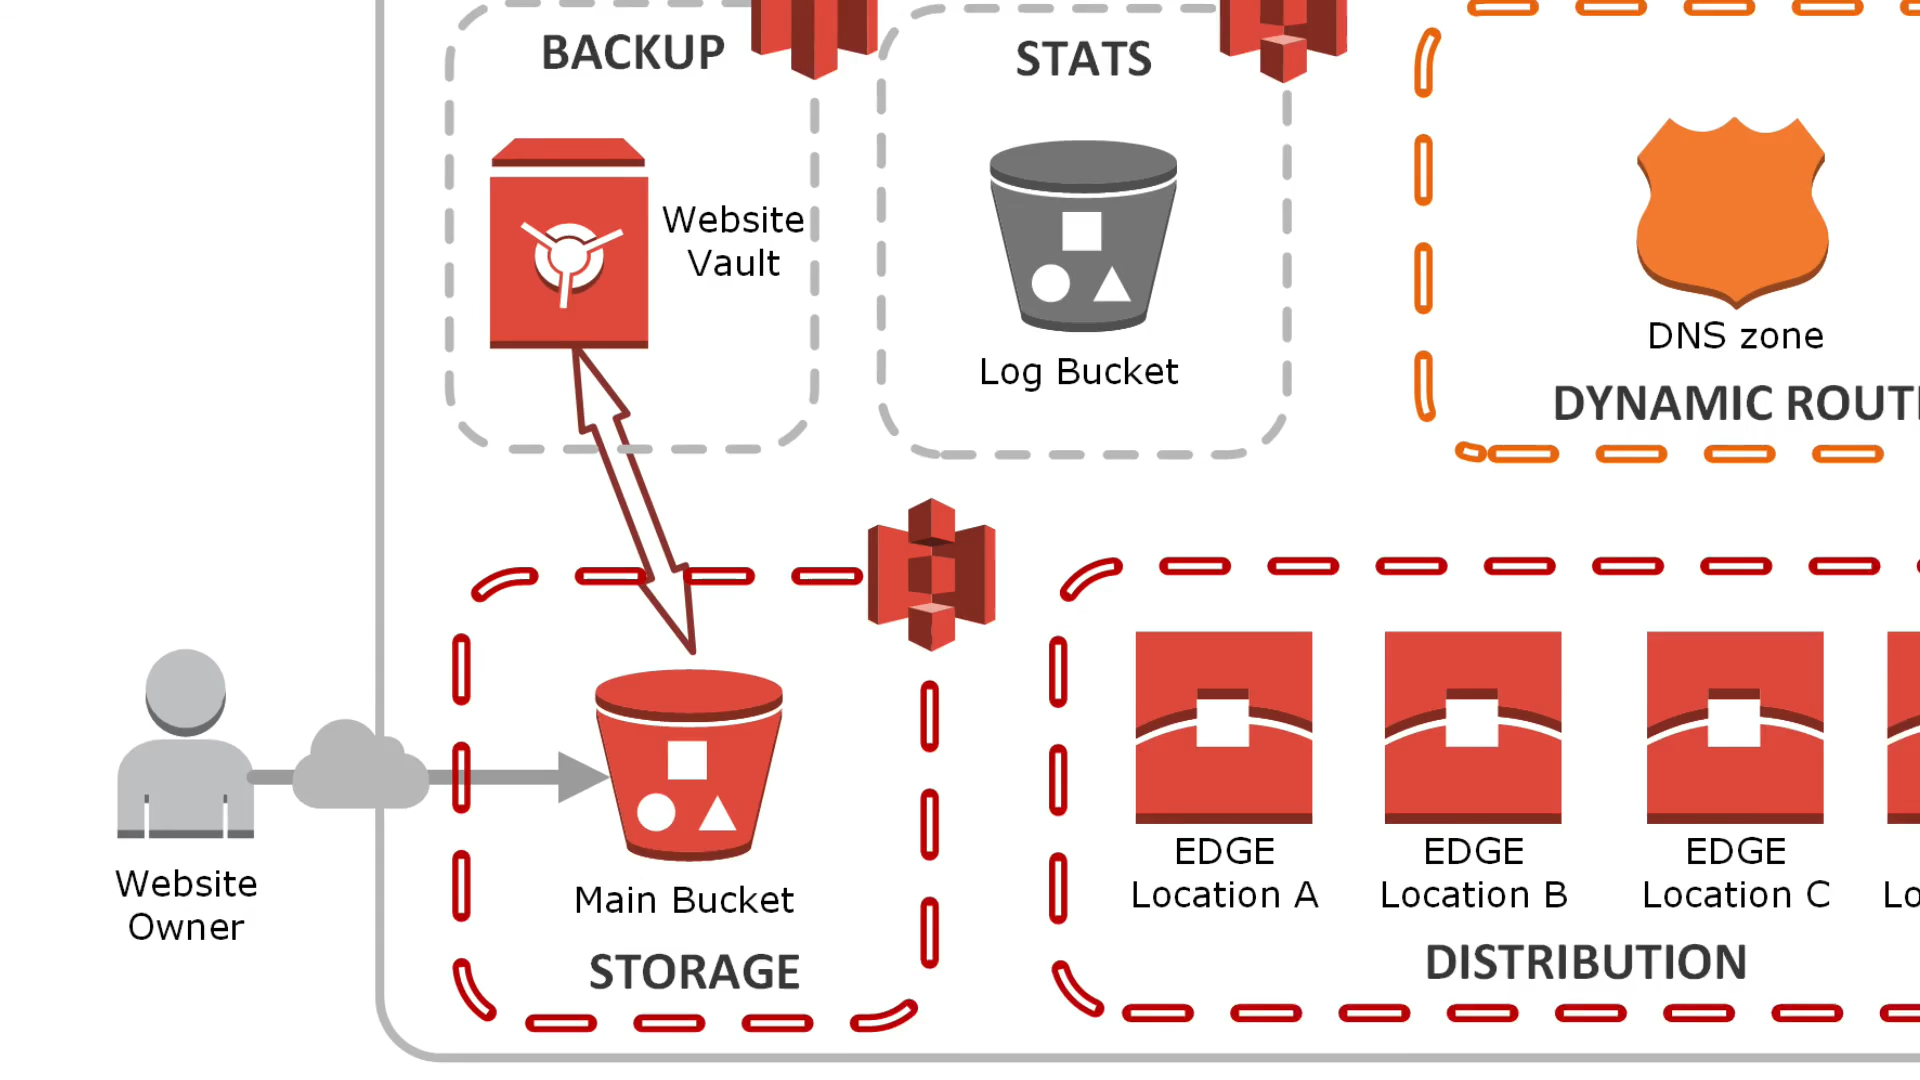 BACKUP
STATS
Website
Vault
Log Bucket
DNS zone
DYNAMIC ROUTI
EDGE
Location A
EDGE
Location B
EDGE
Location C
Lo
DISTRIBUTION
Main Bucket
STORAGE
Website
Owner